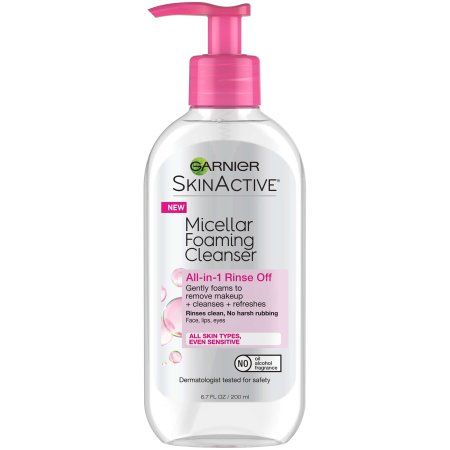 GARNIER
SKINACTIVE®
NEW
Micellar
Foaming
Cleanser
All-in-1 Rinse Off
Gently foams to
remove makeup
+ cleanses + refreshes
Rinses clean, No harsh rubbing
Face, lips, eyes
ALL SKIN TYPES,
EVEN SENSITIVE
NO oil
alcohol
fragrance
Dermatologist tested for safety
6.7 FL OZ / 200 ml